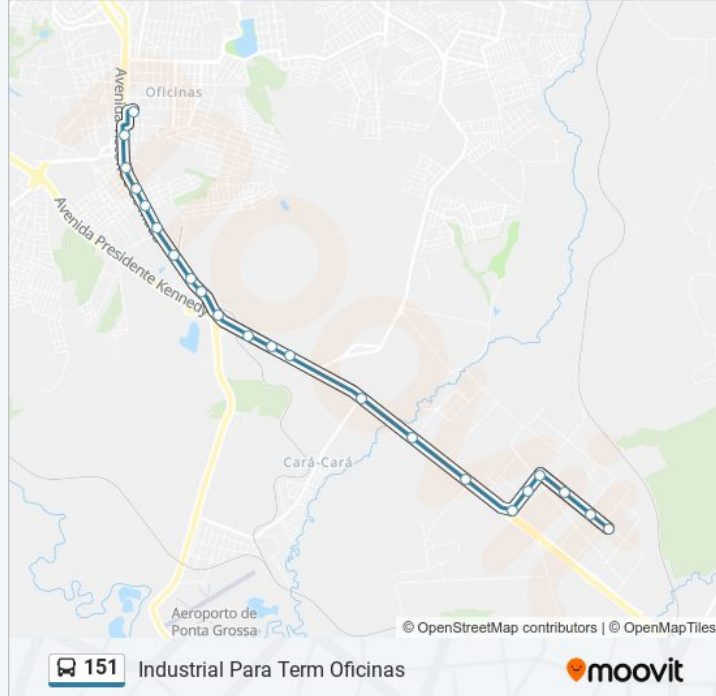 Oficinas
Avenida
Avenida Presidente Kennedy
Cará-Cará
Aeroporto de
Ponta Grossa
© OpenStreetMap contributors | © OpenMapTiles
151 Industrial Para Term Oficinas
moovit